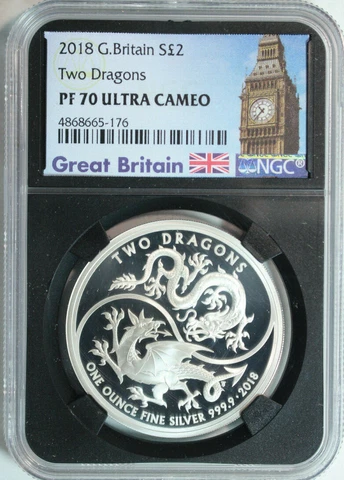 2018 G.Britain S£2
Two Dragons
PF 70 ULTRA CAMEO
4868665-176
Great Britain
NGC®
TWO DRAGONS
ONE OUNCE FINE SILVER 999.9 · 2018